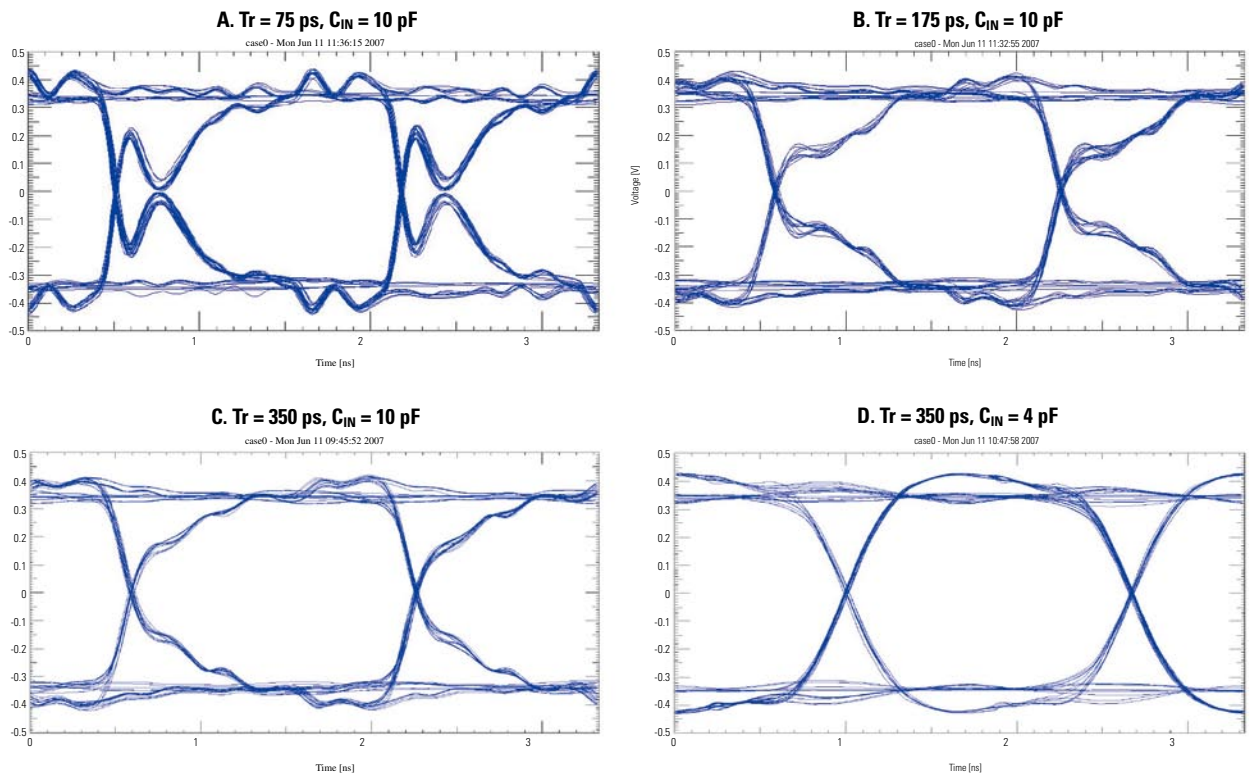 A. Tr = 75 ps, CIN = 10 pF
case0 - Mon Jun 11 11:36:15 2007
0.5
0.4
0.3
0.2
0.1
0
-0.1
-0.2
-0.3
-0.4
-0.5
0 1 2 3
Time [ns]
B. Tr = 175 ps, CIN = 10 pF
case0 - Mon Jun 11 11:32:55 2007
Voltage [V]
0.5
0.4
0.3
0.2
0.1
0
-0.1
-0.2
-0.3
-0.4
-0.5
0 1 2 3
Time [ns]
C. Tr = 350 ps, CIN = 10 pF
case0 - Mon Jun 11 09:45:52 2007
0.5
0.4
0.3
0.2
0.1
0
-0.1
-0.2
-0.3
-0.4
-0.5
0 1 2 3
Time [ns]
D. Tr = 350 ps, CIN = 4 pF
case0 - Mon Jun 11 10:47:58 2007
0.5
0.4
0.3
0.2
0.1
0
-0.1
-0.2
-0.3
-0.4
-0.5
0 1 2 3
Time [ns]